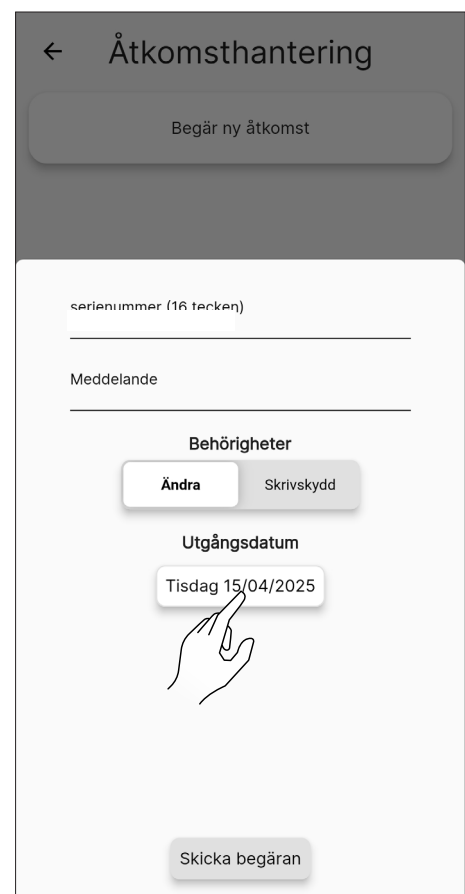 Åtkomsthantering
Begär ny åtkomst
serienummer (16 tecken)
Meddelande
Behörigheter
Ändra Skrivskydd
Utgångsdatum
Tisdag 15/04/2025
Skicka begäran